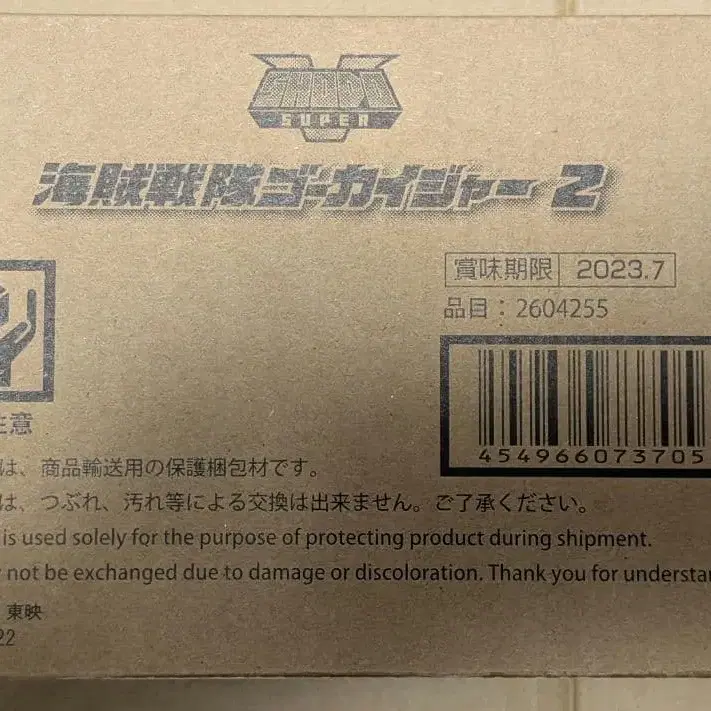 SHODO
SUPER
海賊戦隊ゴーカイジャー 2
賞味期限 2023.7
品目：2604255
454966073705
注意
は、商品輸送用の保護梱包材です。
は、つぶれ、汚れ等による交換は出来ません。ご了承ください。
is used solely for the purpose of protecting product during shipment.
not be exchanged due to damage or discoloration. Thank you for understa
東映
22